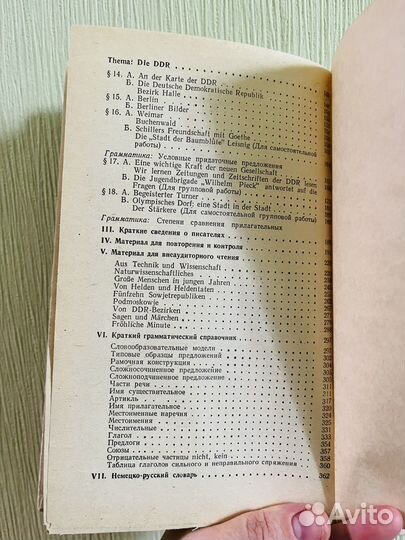 Thema: Die DDR
§ 14. А. An der Karte der DDR
Б. Die Deutsche Demokratische Republik
Bezirk Halle
§ 15. А. Berlin
Б. Berliner Bilder
§ 16. А. Weimar
Buchenwald
Б. Schillers Freundschaft mit Goethe
Die „Stadt der Baumblüte" Leisnig (Для самостоятельной
работы)
Грамматика: Условные придаточные предложения
§ 17. А. Eine wichtige Kraft der neuen Gesellschaft
Wir lernen Zeitungen und Zeitschriften der DDR lesen
Б. Die Jugendbrigade „Wilhelm Pieck" antwortet auf die
Fragen (Для групповой работы)
§ 18. А. Begeisterter Turner
Б. Olympisches Dorf: eine Stadt in der Stadt
Der Stärkere (Для самостоятельной групповой работы)
Грамматика: Степени сравнения прилагательных
III. Краткие сведения о писателях
IV. Материал для повторения и контроля
V. Материал для внеаудиторного чтения
Aus Technik und Wissenschaft
Naturwissenschaftliches
Große Menschen in jungen Jahren
Von Helden und Heldentaten
Fünfzehn Sowjetrepubliken
Podmoskowje
Von DDR-Bezirken
Sagen und Märchen
Fröhliche Minute
VI. Краткий грамматический справочник 297
Словообразовательные модели
Типовые образцы предложений
Рамочная конструкция
Сложносочиненное предложение
Сложноподчиненное предложение
Части речи
Имя существительное 311
Артикль
Имя прилагательное
Местоименные наречия
Местоимения
Числительные
Глагол
Предлоги
Союзы 357
Отрицательные частицы nicht, kein 358
Таблица глаголов сильного и неправильного спряжения 360
VII. Немецко-русский словарь 362
Avito